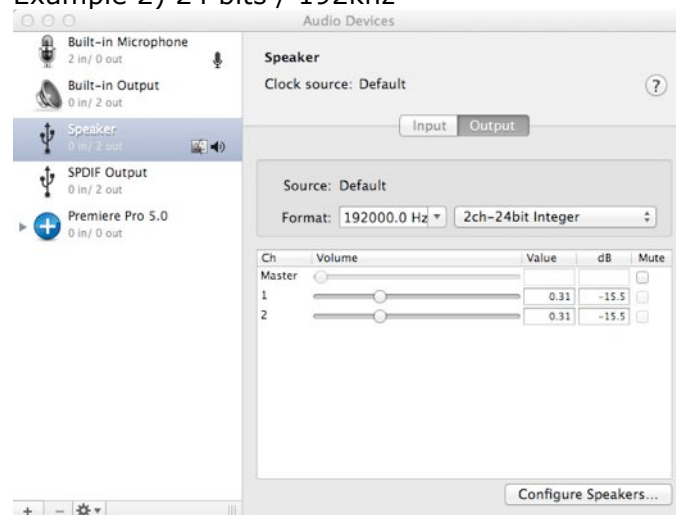 Example 2) 24 bits / 192khz
Audio Devices
Built-in Microphone
2 in/ 0 out
Built-in Output
0 in/ 2 out
Speaker
0 in/ 2 out
SPDIF Output
0 in/ 2 out
Premiere Pro 5.0
0 in/ 0 out
+ −
Speaker
Clock source: Default
?
Input Output
Source: Default
Format: 192000.0 Hz 2ch-24bit Integer
Ch Volume Value dB Mute
Master
1 0.31 -15.5
2 0.31 -15.5
Configure Speakers...